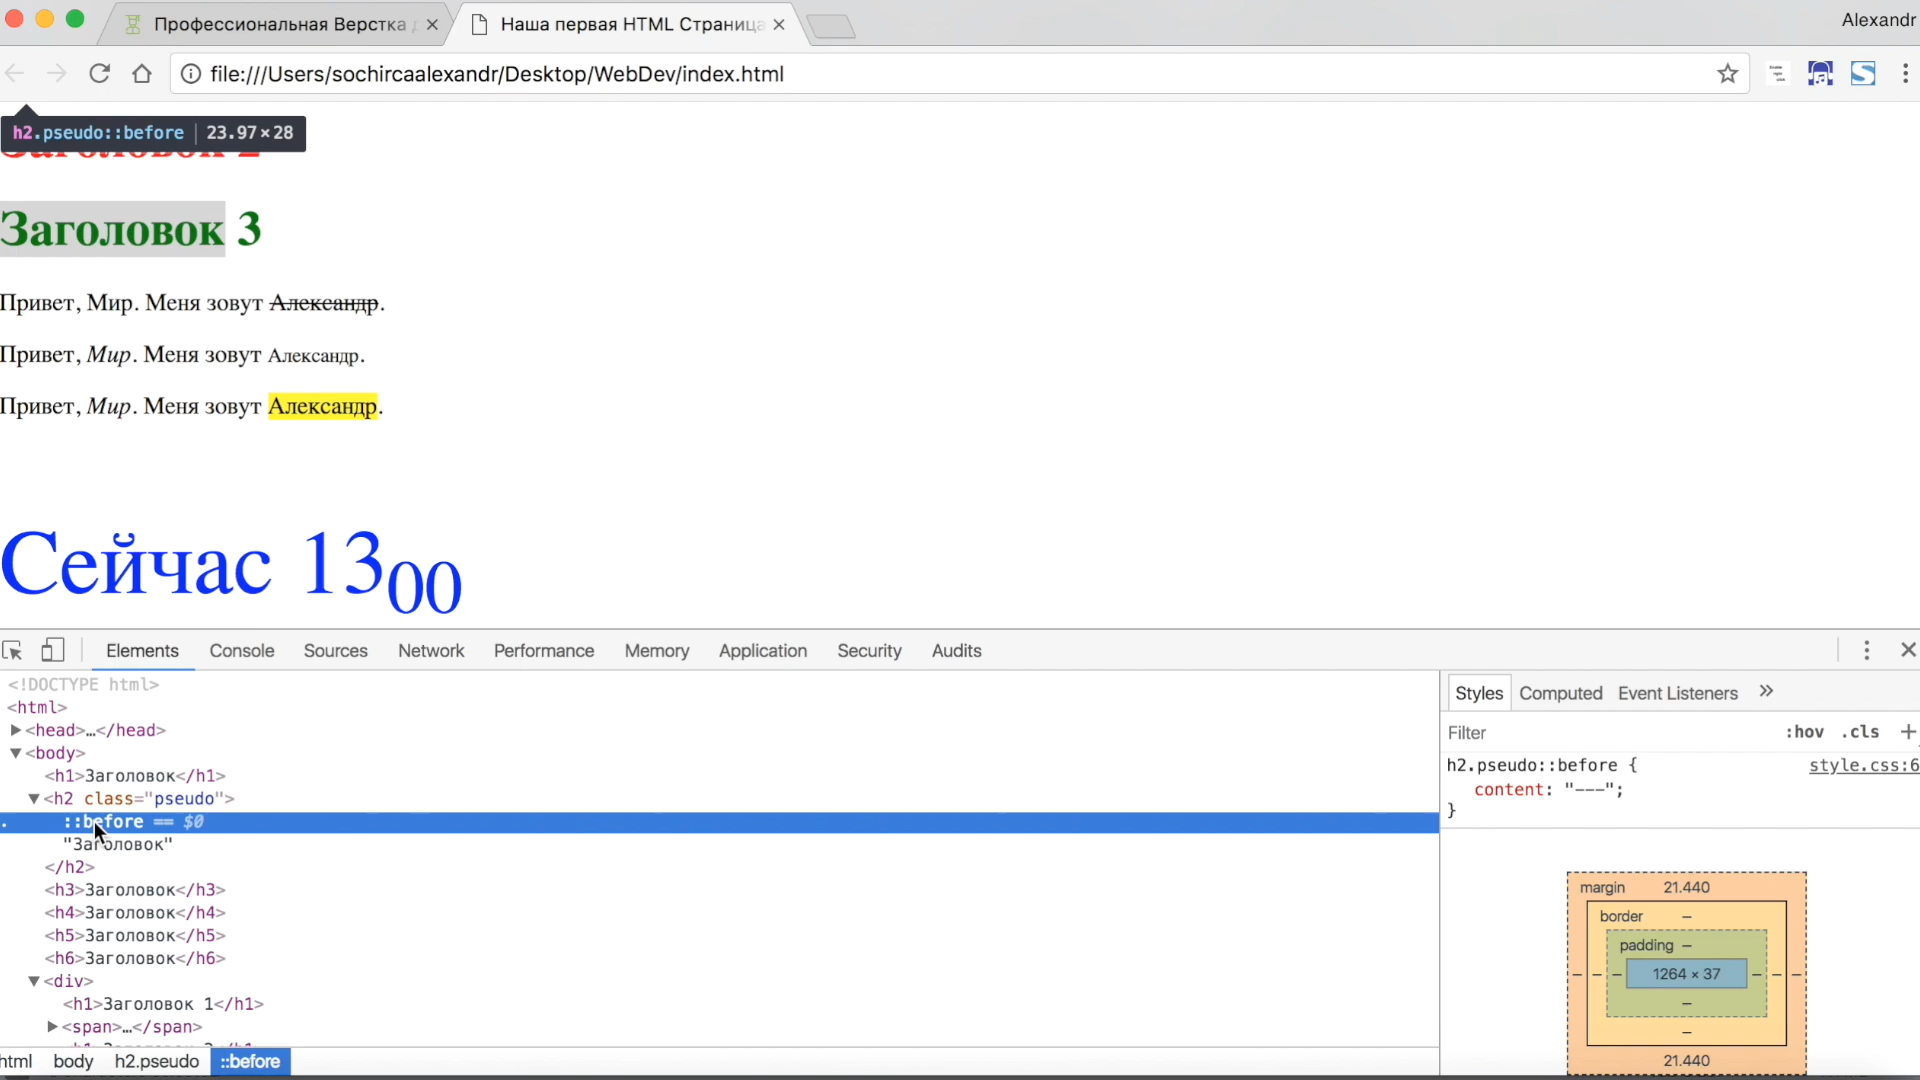 Профессиональная Верстка
Наша первая HTML Страница
Alexandr
file:///Users/sochircaalexandr/Desktop/WebDev/index.html
h2.pseudo::before 23.97×28
Заголовок 2
Заголовок 3
Привет, Мир. Меня зовут Александр.
Привет, Мир. Меня зовут Александр.
Привет, Мир. Меня зовут Александр.
Сейчас 1300
Elements Console Sources Network Performance Memory Application Security Audits
<!DOCTYPE html>
<html>
<head>…</head>
<body>
<h1>Заголовок</h1>
<h2 class="pseudo">
::before == $0
"Заголовок"
</h2>
<h3>Заголовок</h3>
<h4>Заголовок</h4>
<h5>Заголовок</h5>
<h6>Заголовок</h6>
<div>
<h1>Заголовок 1</h1>
<span>…</span>
html body h2.pseudo ::before
Styles Computed Event Listeners »
Filter :hov .cls +
h2.pseudo::before { style.css:6
content: "---";
}
margin 21.440
border –
padding –
– – – 1264 × 37 – – –
–
–
21.440